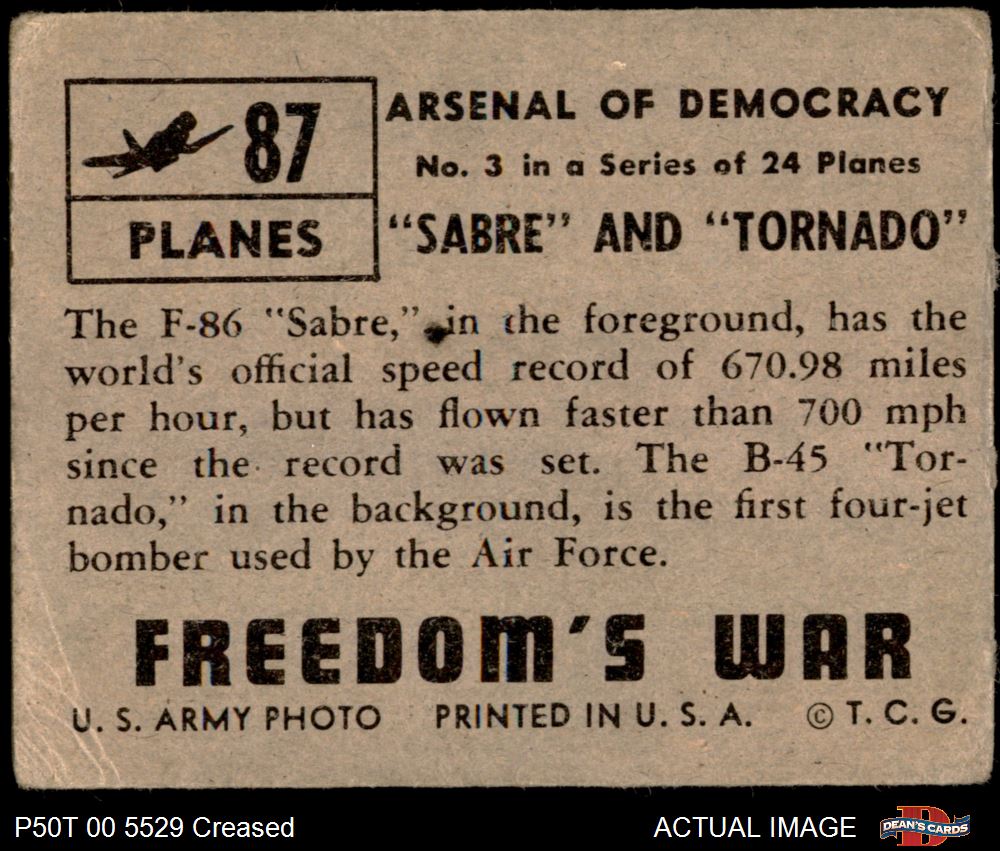 87
PLANES
ARSENAL OF DEMOCRACY
No. 3 in a Series of 24 Planes
“SABRE” AND “TORNADO”
The F-86 “Sabre,” in the foreground, has the
world's official speed record of 670.98 miles
per hour, but has flown faster than 700 mph
since the record was set. The B-45 “Tor-
nado,” in the background, is the first four-jet
bomber used by the Air Force.
FREEDOM'S WAR
U. S. ARMY PHOTO PRINTED IN U. S. A. © T. C. G.
P50T 00 5529 Creased
ACTUAL IMAGE
D
DEAN'S CARDS